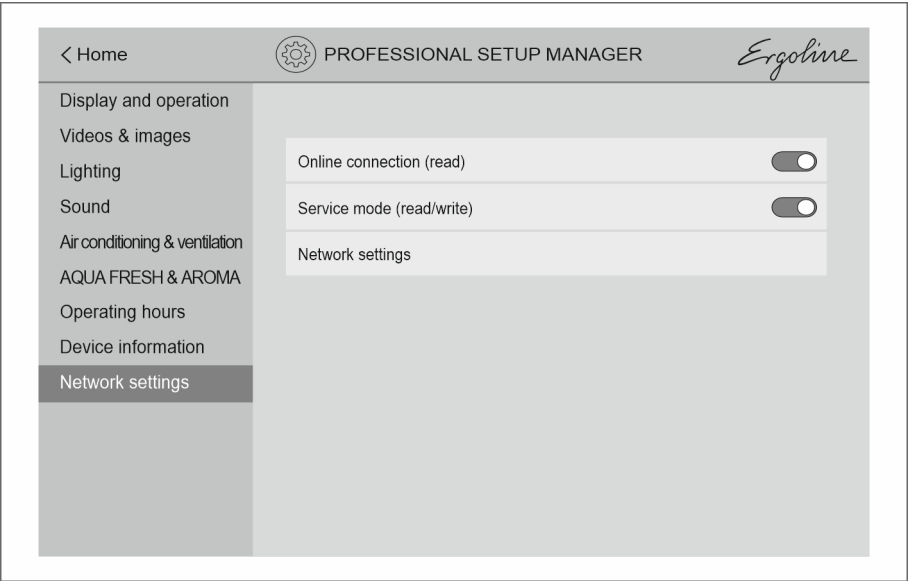 < Home
PROFESSIONAL SETUP MANAGER
Ergoline
Display and operation
Videos & images
Lighting
Sound
Air conditioning & ventilation
AQUA FRESH & AROMA
Operating hours
Device information
Network settings
Online connection (read)
Service mode (read/write)
Network settings